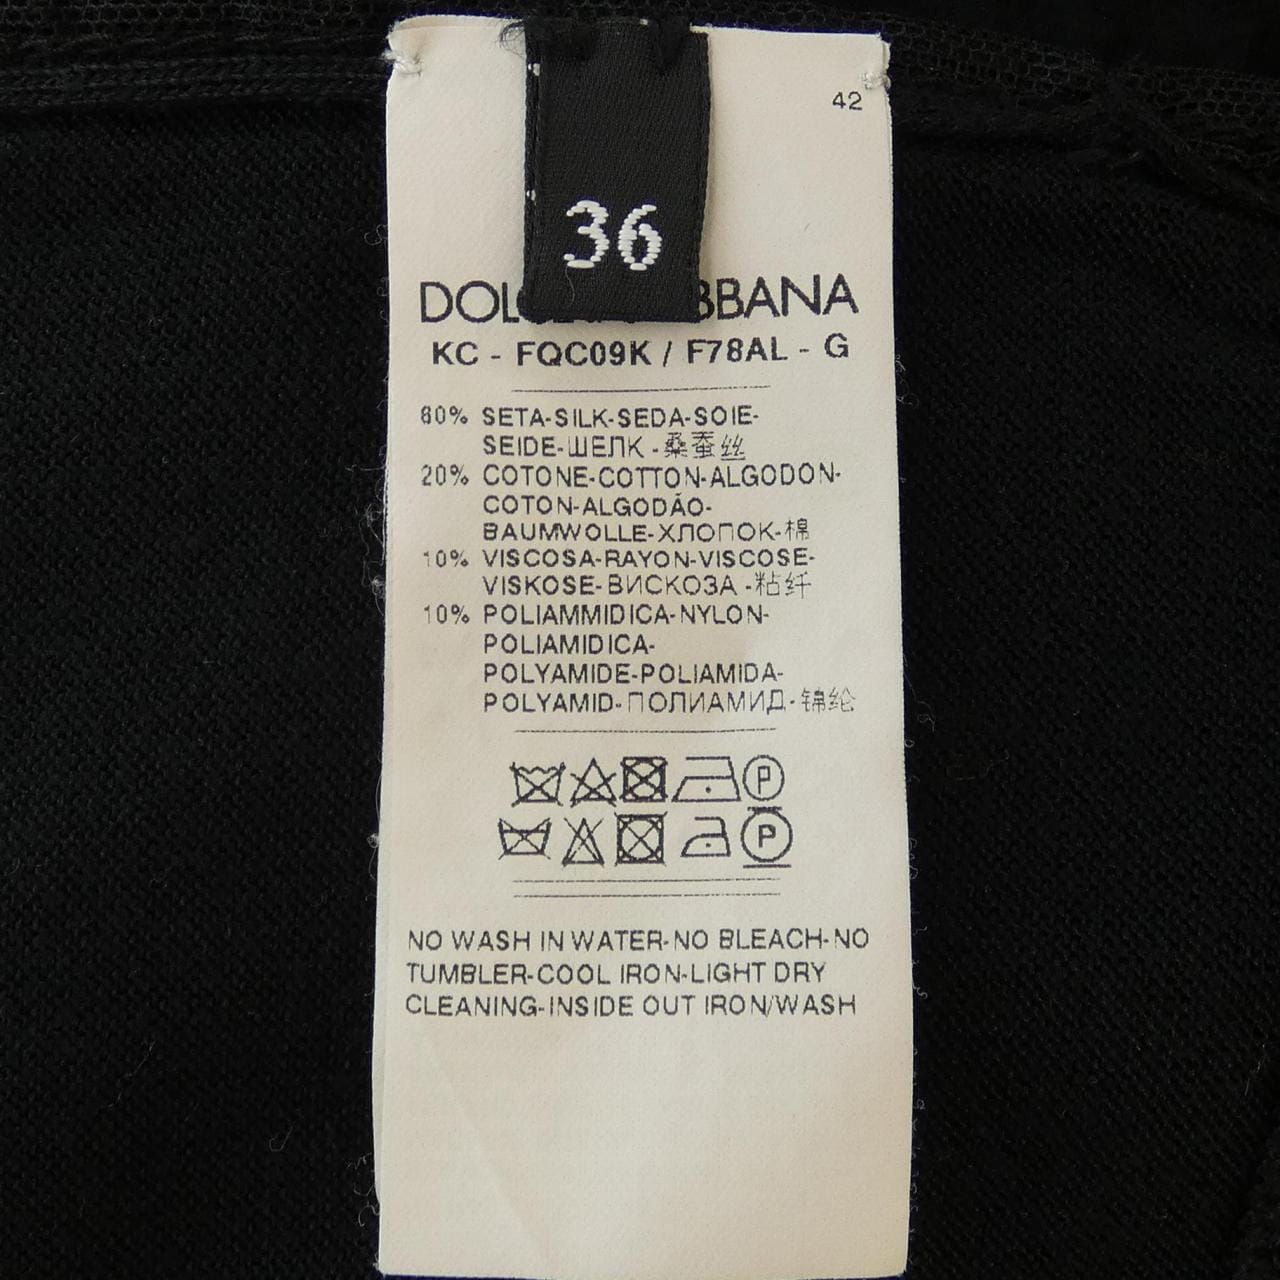 42
36
KC - FQC09K / F78AL - G
60% SETA-SILK-SEDA-SOIE-
SEIDE-ШЕЛК -桑蚕丝
20% COTONE-COTTON-ALGODON-
COTON-ALGODÃO-
BAUMWOLLE-ХЛОПОК-棉
10% VISCOSA-RAYON-VISCOSE-
VISKOSE-ВИСКОЗА -粘纤
10% POLIAMMIDICA-NYLON-
POLIAMIDICA-
POLYAMIDE-POLIAMIDA-
POLYAMID-ПОЛИАМИД-锦纶
P
P
NO WASH IN WATER-NO BLEACH-NO
TUMBLER-COOL IRON-LIGHT DRY
CLEANING-INSIDE OUT IRON/WASH